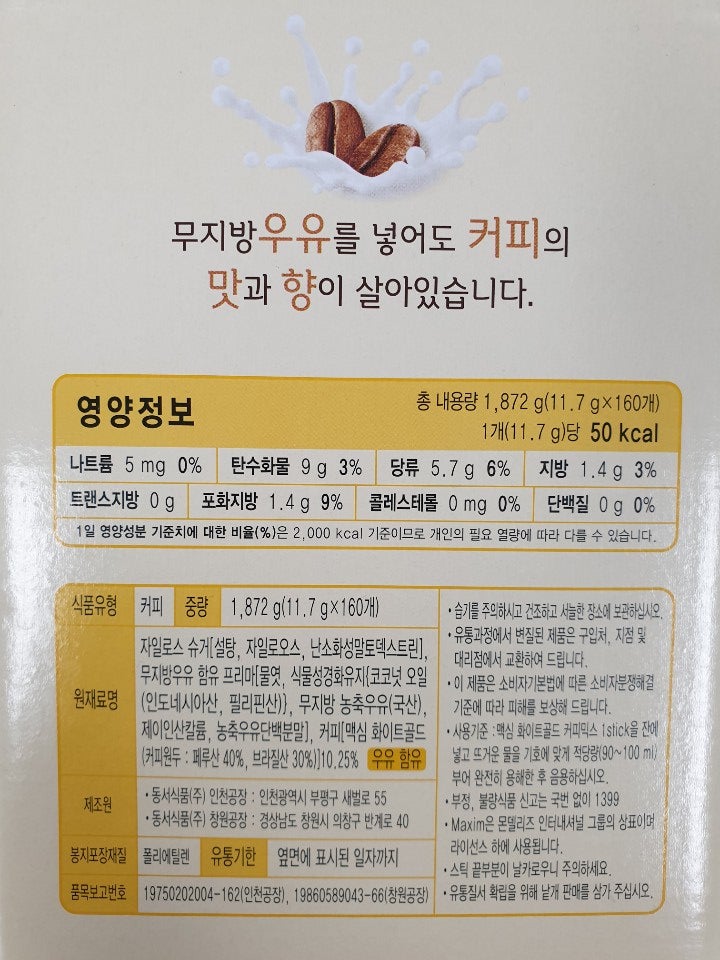 무지방우유를 넣어도 커피의
맛과 향이 살아있습니다.
영양정보
총 내용량 1,872 g(11.7 g×160개)
1개(11.7 g)당 50 kcal
나트륨 5 mg 0% 탄수화물 9 g 3% 당류 5.7 g 6% 지방 1.4 g 3%
트랜스지방 0 g 포화지방 1.4 g 9% 콜레스테롤 0 mg 0% 단백질 0 g 0%
1일 영양성분 기준치에 대한 비율(%)은 2,000 kcal 기준이므로 개인의 필요 열량에 따라 다를 수 있습니다.
식품유형 커피 중량 1,872 g(11.7 g×160개)
원재료명
자일로스 슈거[설탕, 자일로오스, 난소화성말토덱스트린],
무지방우유 함유 프리마[물엿, 식물성경화유지{코코넛 오일
(인도네시아산, 필리핀산)}, 무지방 농축우유(국산),
제이인산칼륨, 농축우유단백분말], 커피[맥심 화이트골드
(커피원두 : 페루산 40%, 브라질산 30%)]10.25% 우유 함유
제조원
•동서식품(주) 인천공장 : 인천광역시 부평구 새벌로 55
•동서식품(주) 창원공장 : 경상남도 창원시 의창구 반계로 40
봉지포장재질 폴리에틸렌 유통기한 옆면에 표시된 일자까지
품목보고번호 19750202004-162(인천공장), 19860589043-66(창원공장)
•습기를 주의하시고 건조하고 서늘한 장소에 보관하십시오.
•유통과정에서 변질된 제품은 구입처, 지점 및
대리점에서 교환하여 드립니다.
•이 제품은 소비자기본법에 따른 소비자분쟁해결
기준에 따라 피해를 보상해 드립니다.
•사용기준 : 맥심 화이트골드 커피믹스 1stick을 잔에
넣고 뜨거운 물을 기호에 맞게 적당량(90~100 ml)
부어 완전히 용해한 후 음용하십시오.
•부정, 불량식품 신고는 국번 없이 1399
•Maxim은 몬델리즈 인터내셔널 그룹의 상표이며
라이선스 하에 사용됩니다.
•스틱 끝부분이 날카로우니 주의하세요.
•유통질서 확립을 위해 낱개 판매를 삼가 주십시오.